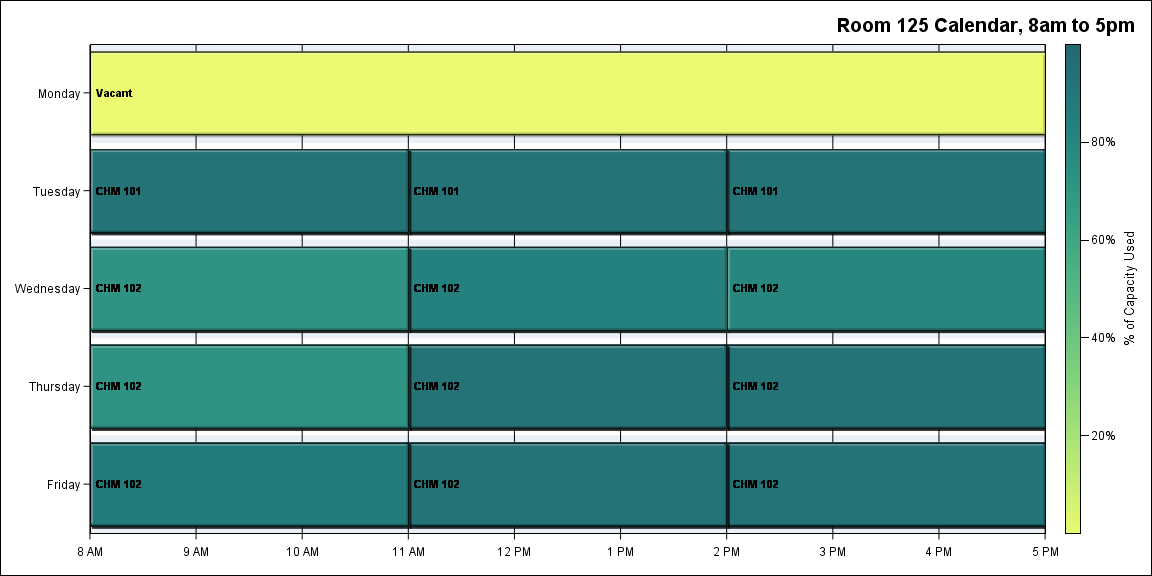 Room 125 Calendar, 8am to 5pm
Monday
Vacant
Tuesday
CHM 101
CHM 101
CHM 101
Wednesday
CHM 102
CHM 102
CHM 102
Thursday
CHM 102
CHM 102
CHM 102
Friday
CHM 102
CHM 102
CHM 102
8 AM
9 AM
10 AM
11 AM
12 PM
1 PM
2 PM
3 PM
4 PM
5 PM
80%
60%
40%
20%
% of Capacity Used